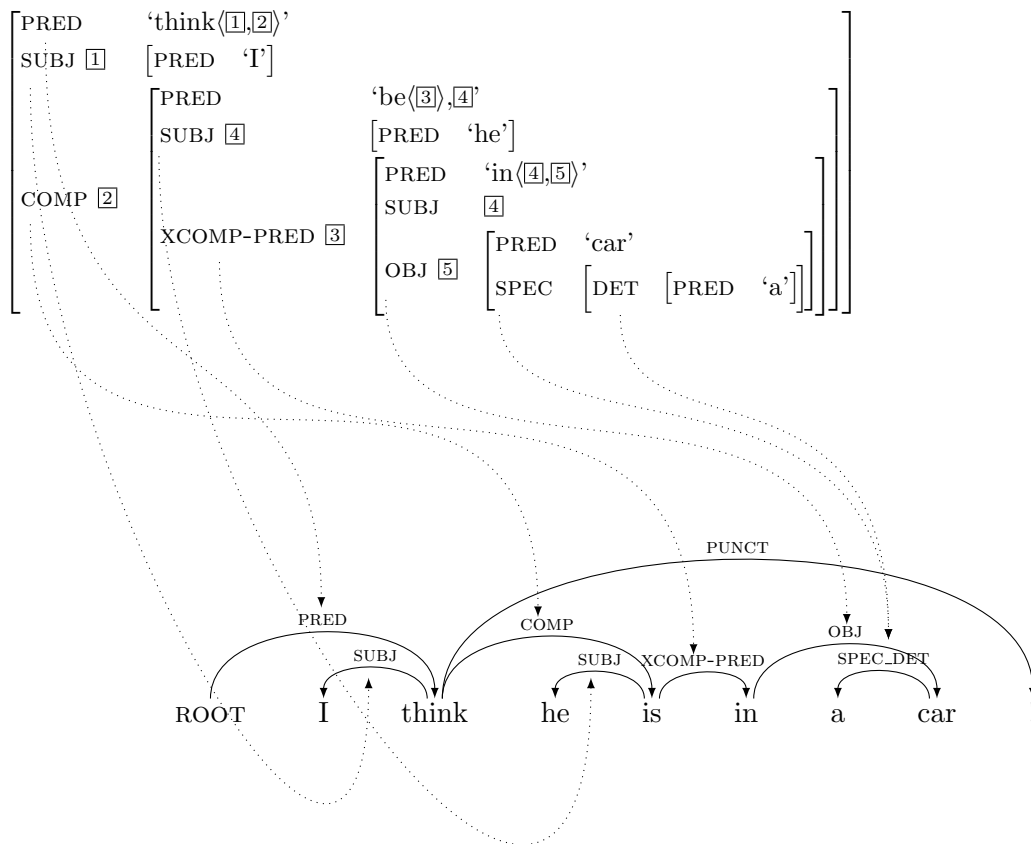 PRED ‘think⟨1,2⟩’
SUBJ 1 [PRED ‘I’]
PRED ‘be⟨3⟩,4’
SUBJ 4 [PRED ‘he’]
PRED ‘in⟨4,5⟩’
COMP 2 SUBJ 4
XCOMP-PRED 3 PRED ‘car’
OBJ 5
SPEC [DET [PRED ‘a’]]
PUNCT
PRED COMP OBJ
SUBJ SUBJ XCOMP-PRED SPEC_DET
ROOT I think he is in a car